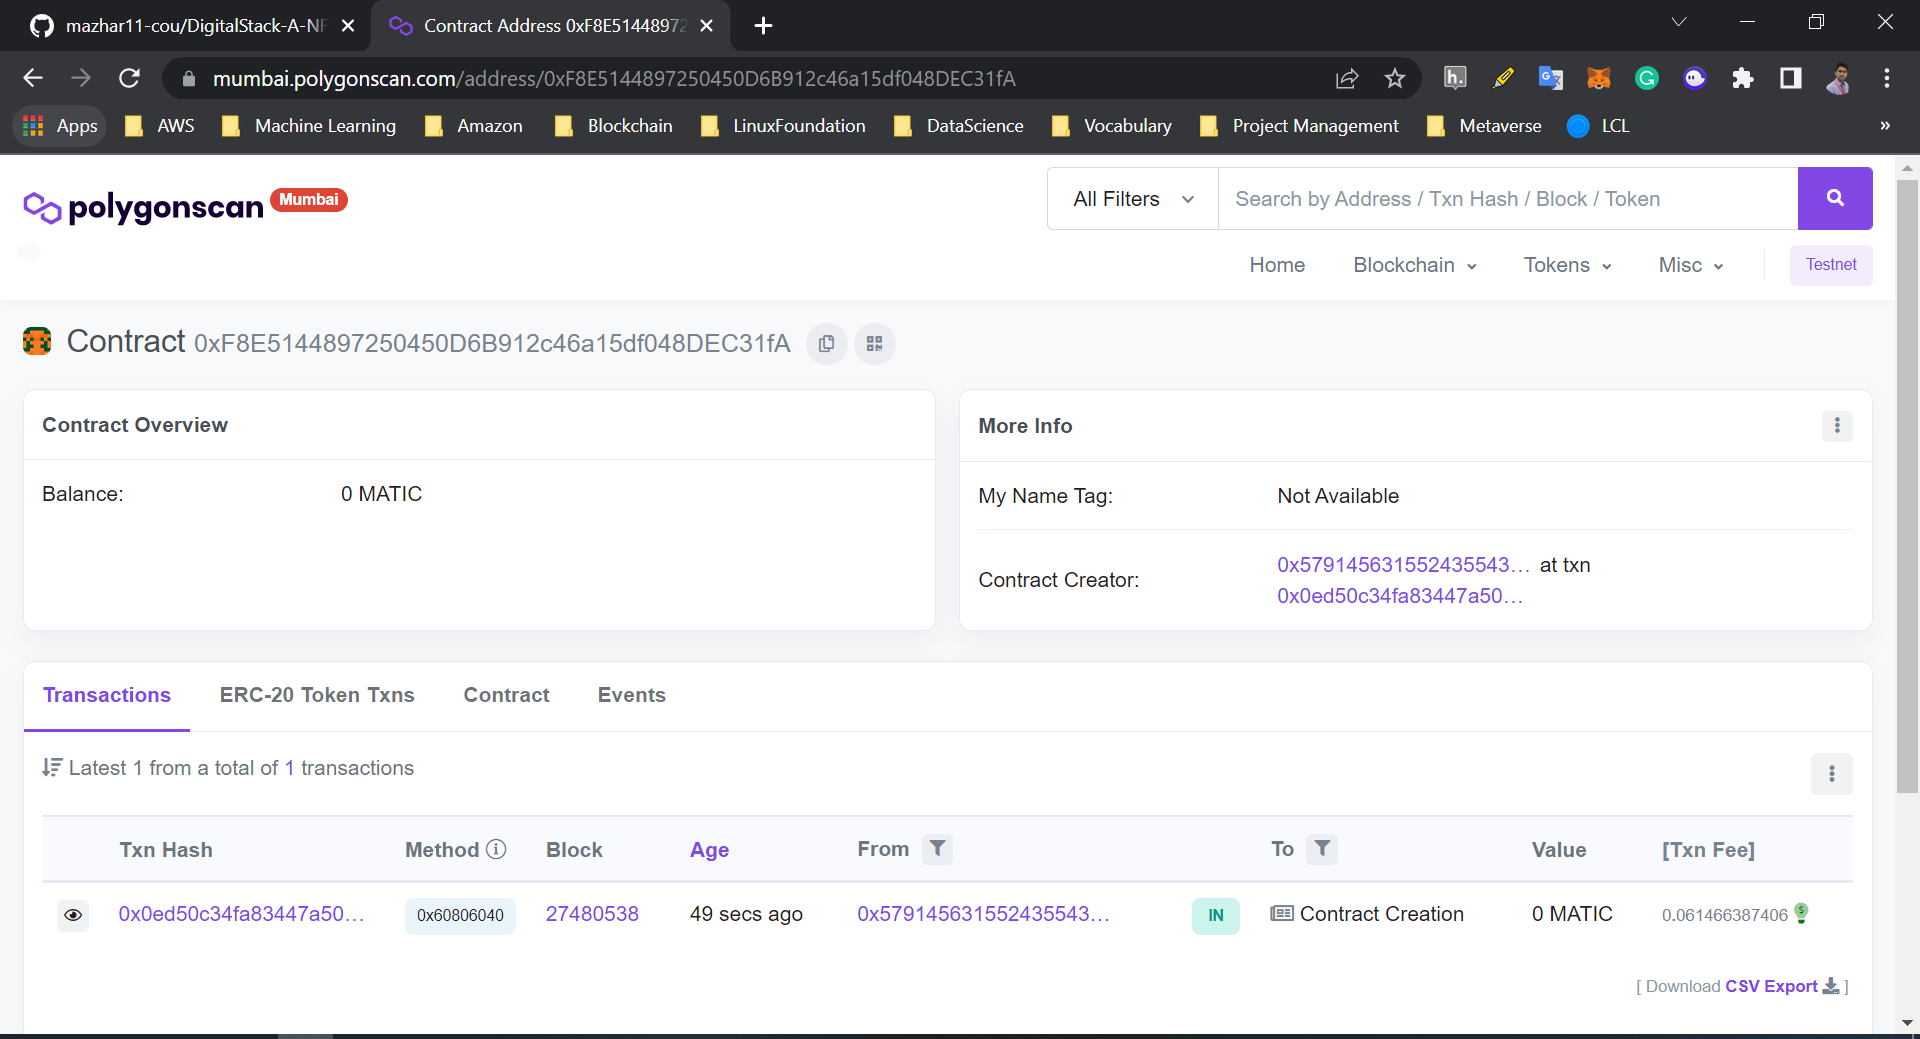 mazhar11-cou/DigitalStack-A-NF
Contract Address 0xF8E51448972
mumbai.polygonscan.com/address/0xF8E5144897250450D6B912c46a15df048DEC31fA
Apps AWS Machine Learning Amazon Blockchain LinuxFoundation DataScience Vocabulary Project Management Metaverse LCL »
polygonscan Mumbai
All Filters
Search by Address / Txn Hash / Block / Token
Home Blockchain Tokens Misc Testnet
Contract 0xF8E5144897250450D6B912c46a15df048DEC31fA
Contract Overview
Balance: 0 MATIC
More Info
My Name Tag: Not Available
Contract Creator: 0x579145631552435543... at txn
0x0ed50c34fa83447a50...
Transactions ERC-20 Token Txns Contract Events
Latest 1 from a total of 1 transactions
Txn Hash Method Block Age From To Value [Txn Fee]
0x0ed50c34fa83447a50... 0x60806040 27480538 49 secs ago 0x579145631552435543... IN Contract Creation 0 MATIC 0.061466387406
[ Download CSV Export ]